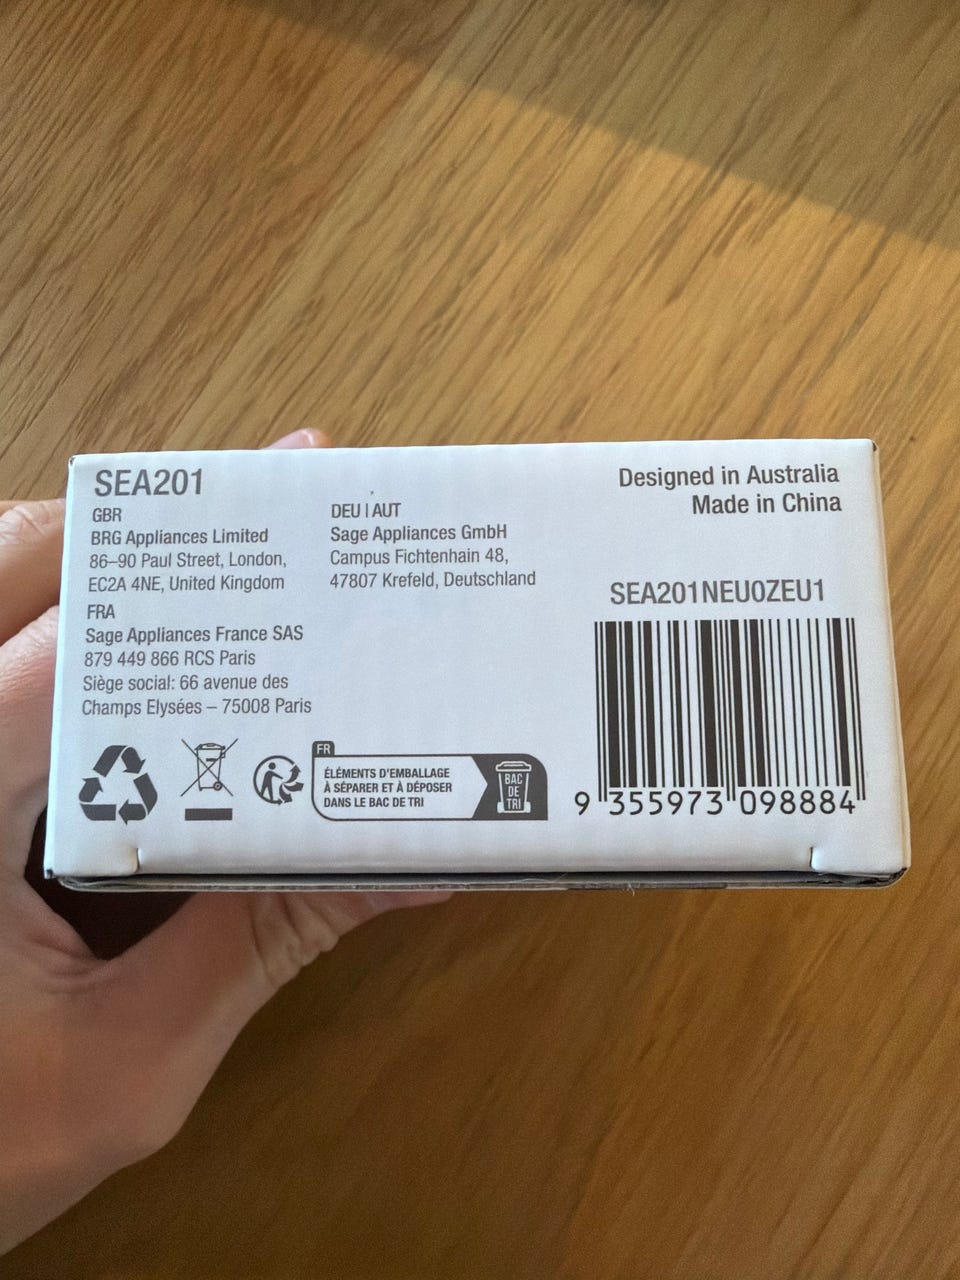 SEA201
GBR
BRG Appliances Limited
86–90 Paul Street, London,
EC2A 4NE, United Kingdom
FRA
Sage Appliances France SAS
879 449 866 RCS Paris
Siège social: 66 avenue des
Champs Elysées – 75008 Paris
DEU | AUT
Sage Appliances GmbH
Campus Fichtenhain 48,
47807 Krefeld, Deutschland
Designed in Australia
Made in China
SEA201NEU0ZEU1
9 355973 098884
FR
ÉLÉMENTS D'EMBALLAGE
À SÉPARER ET À DÉPOSER
DANS LE BAC DE TRI
BAC
DE
TRI